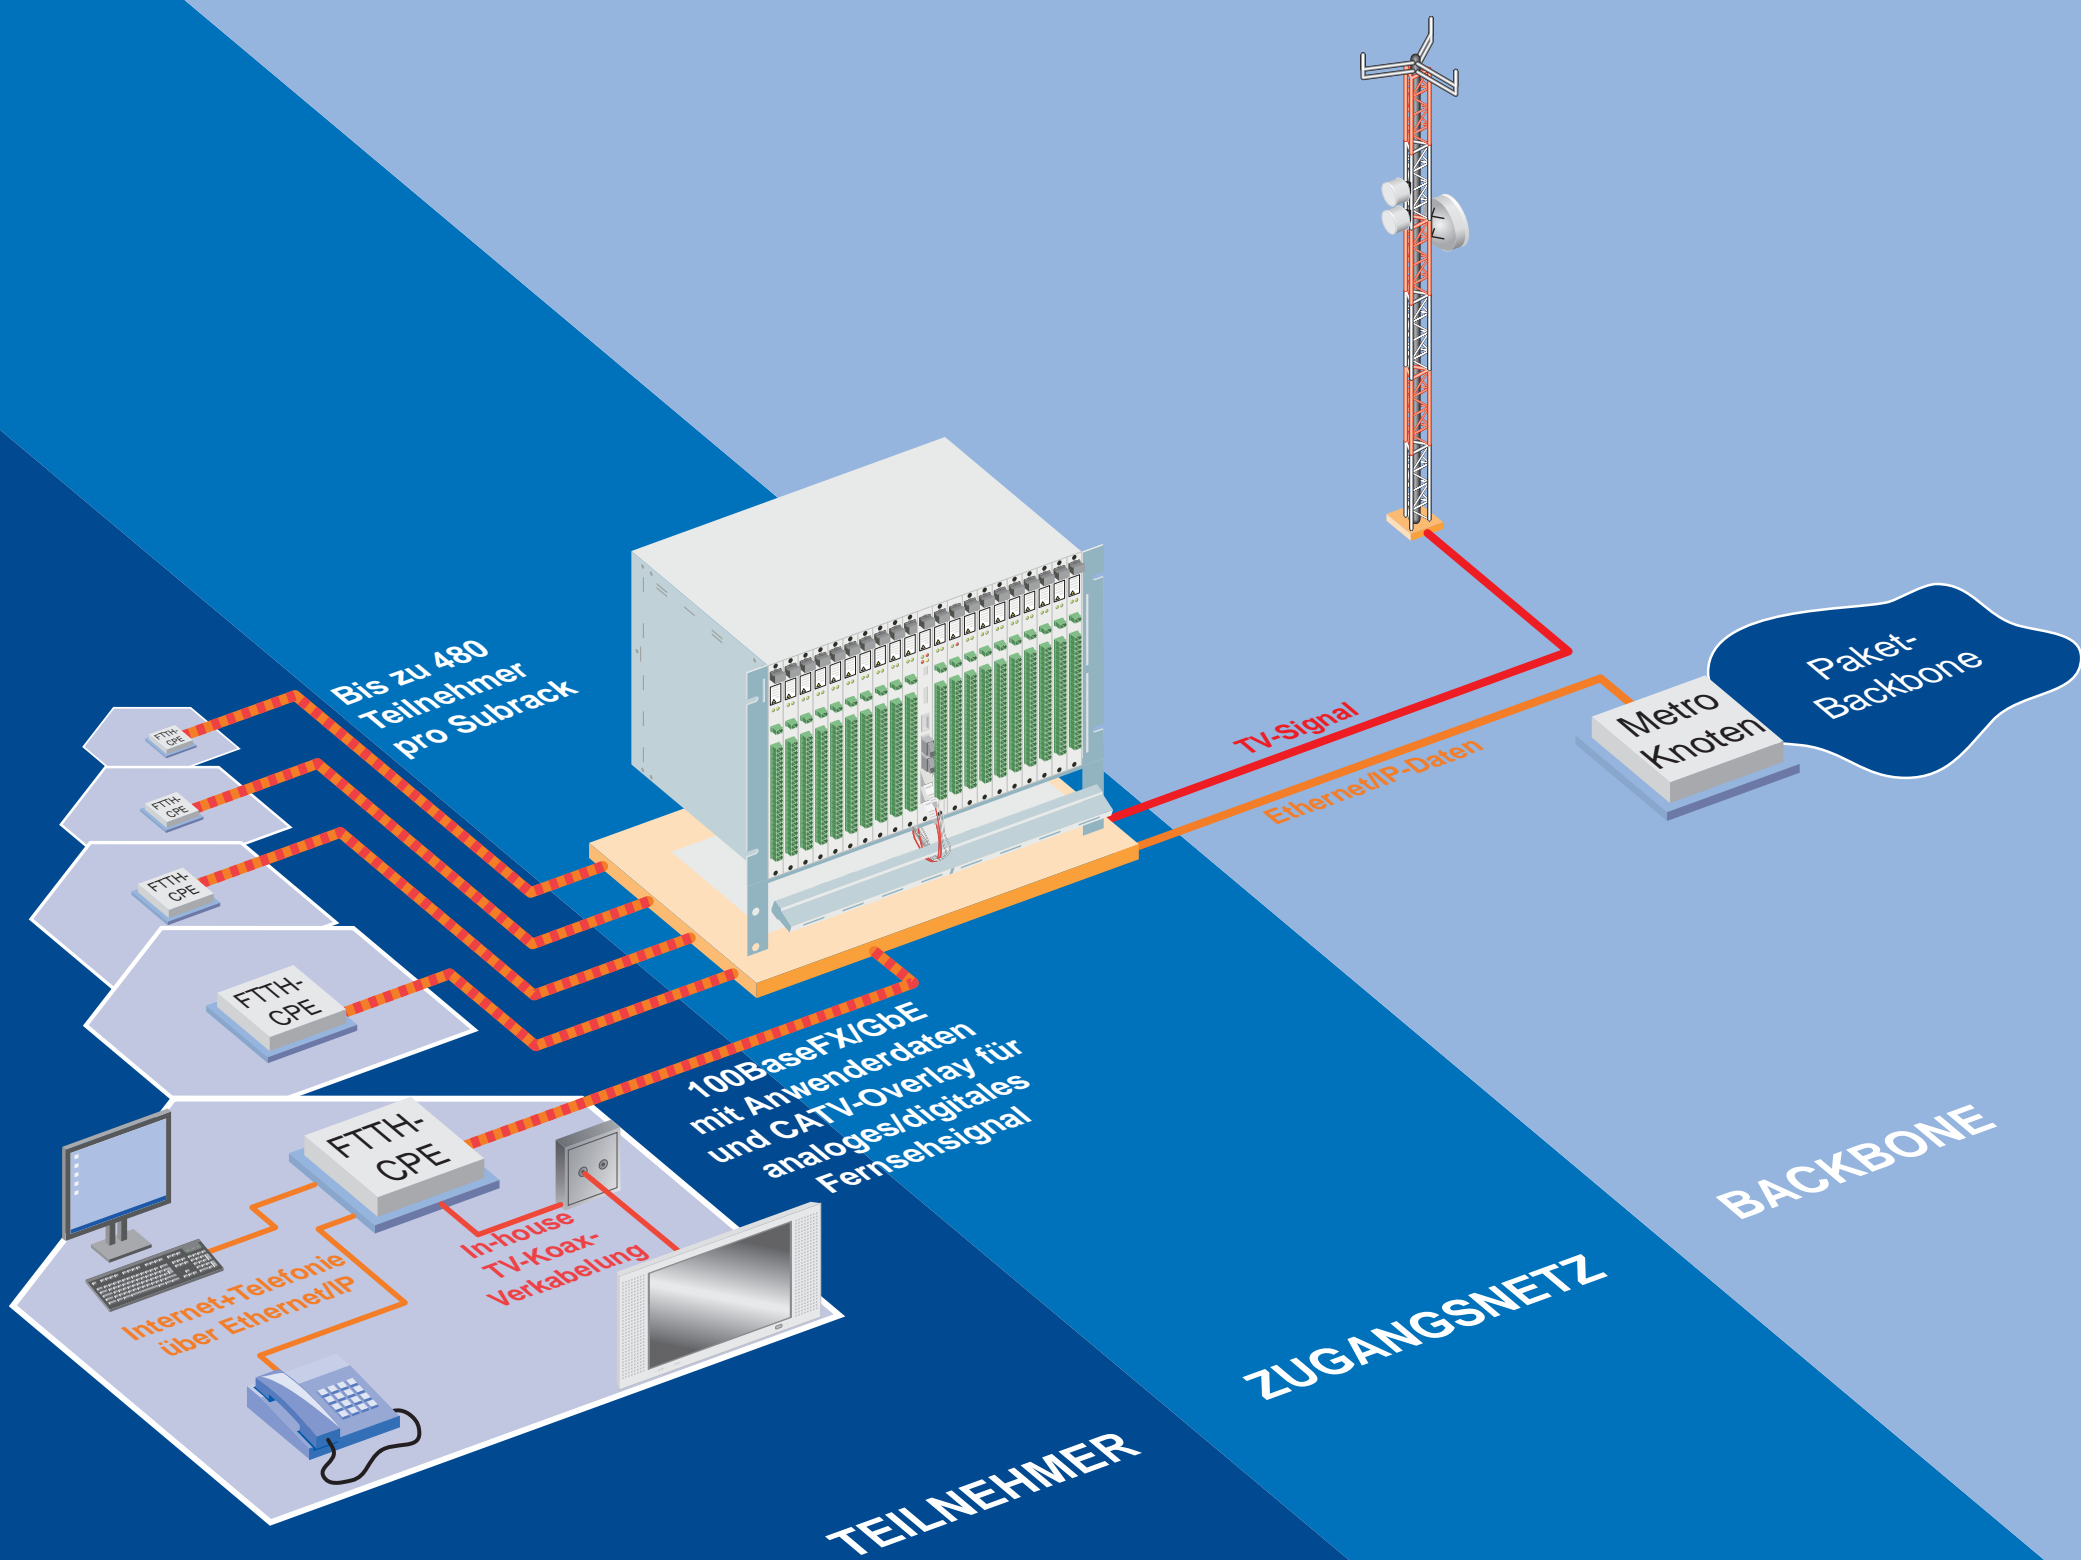 Bis zu 480
Teilnehmer
pro Subrack
TV-Signal
Ethernet/IP-Daten
Paket-
Backbone
Metro
Knoten
FTTH-
CPE
FTTH-
CPE
FTTH-
CPE
FTTH-
CPE
FTTH-
CPE
100BaseFX/GbE
mit Anwenderdaten
und CATV-Overlay für
analoges/digitales
Fernsehsignal
In-house
TV-Koax-
Verkabelung
Internet+Telefonie
über Ethernet/IP
BACKBONE
ZUGANGSNETZ
TEILNEHMER